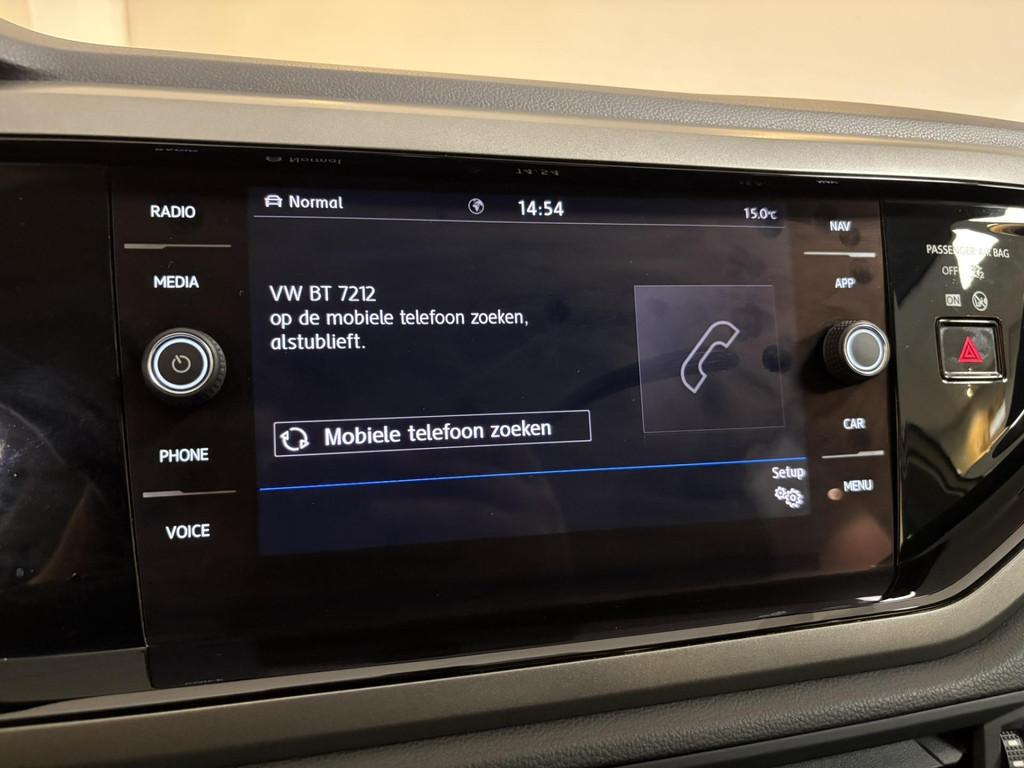 RADIO
MEDIA
PHONE
VOICE
Normal
14:54
15.0°C
VW BT 7212
op de mobiele telefoon zoeken,
alstublieft.
Mobiele telefoon zoeken
Setup
NAV
APP
CAR
MENU
PASSENGER AIR BAG
OFF
ON